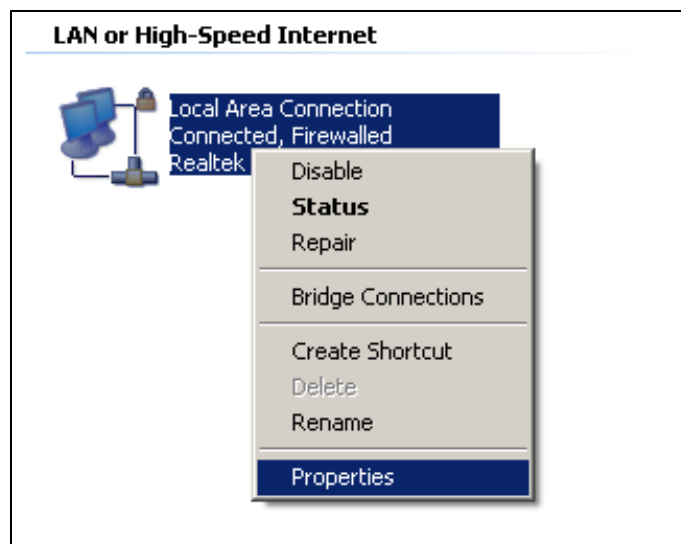 LAN or High-Speed Internet
Local Area Connection
Connected, Firewalled
Realtek
Disable
Status
Repair
Bridge Connections
Create Shortcut
Delete
Rename
Properties